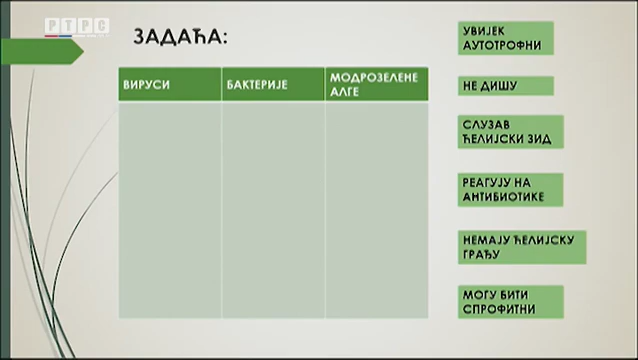 РТРС
ЗАДАЋА:
ВИРУСИ
БАКТЕРИЈЕ
МОДРОЗЕЛЕНЕ
АЛГЕ
УВИЈЕК
АУТОТРОФНИ
НЕ ДИШУ
СЛУЗАВ
ЋЕЛИЈСКИ ЗИД
РЕАГУЈУ НА
АНТИБИОТИКЕ
НЕМАЈУ ЋЕЛИЈСКУ
ГРАЂУ
МОГУ БИТИ
СПРОФИТНИ